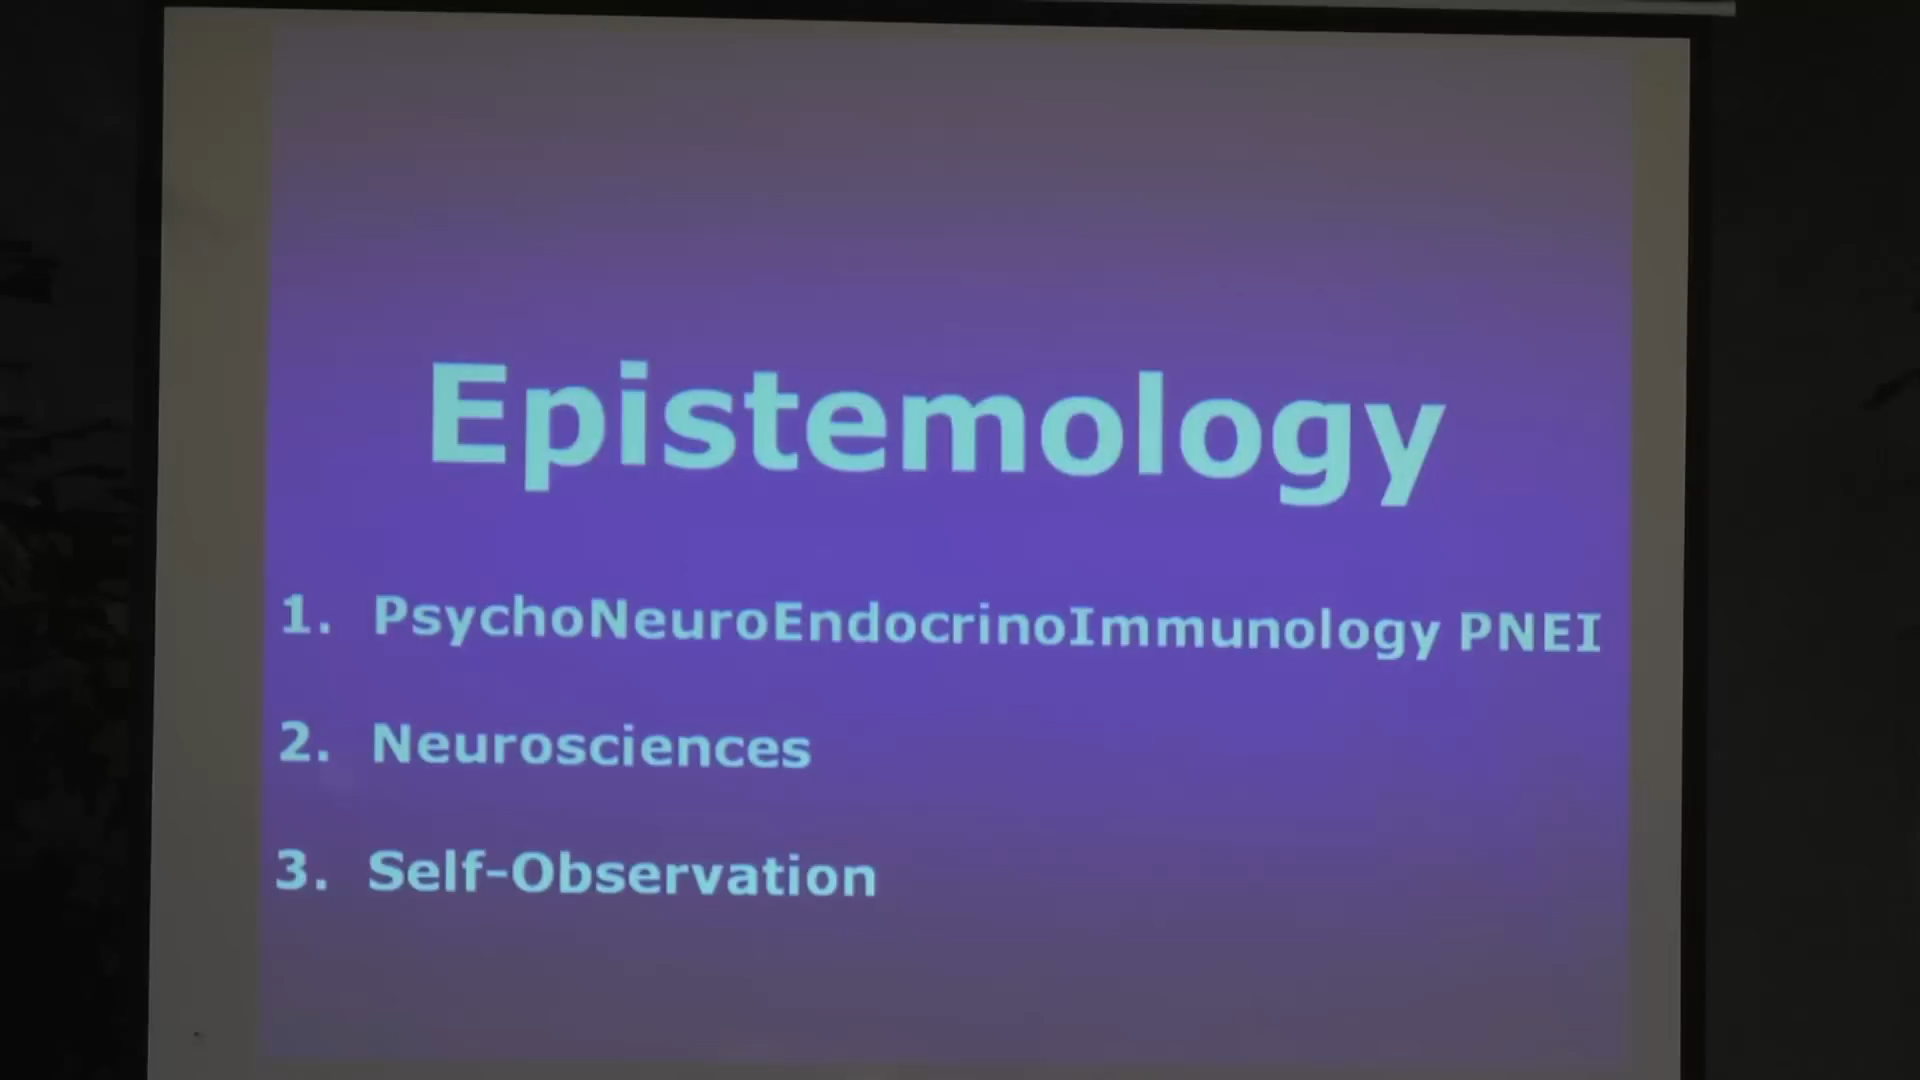 Epistemology
1. PsychoNeuroEndocrinoImmunology PNEI
2. Neurosciences
3. Self-Observation